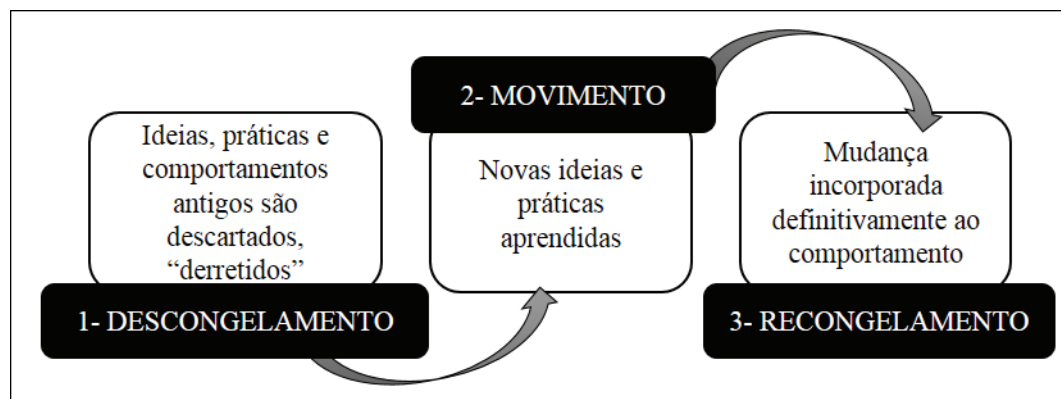 Ideias, práticas e
comportamentos
antigos são
descartados,
“derretidos”
1- DESCONGELAMENTO
2- MOVIMENTO
Novas ideias e
práticas
aprendidas
Mudança
incorporada
definitivamente ao
comportamento
3- RECONGELAMENTO